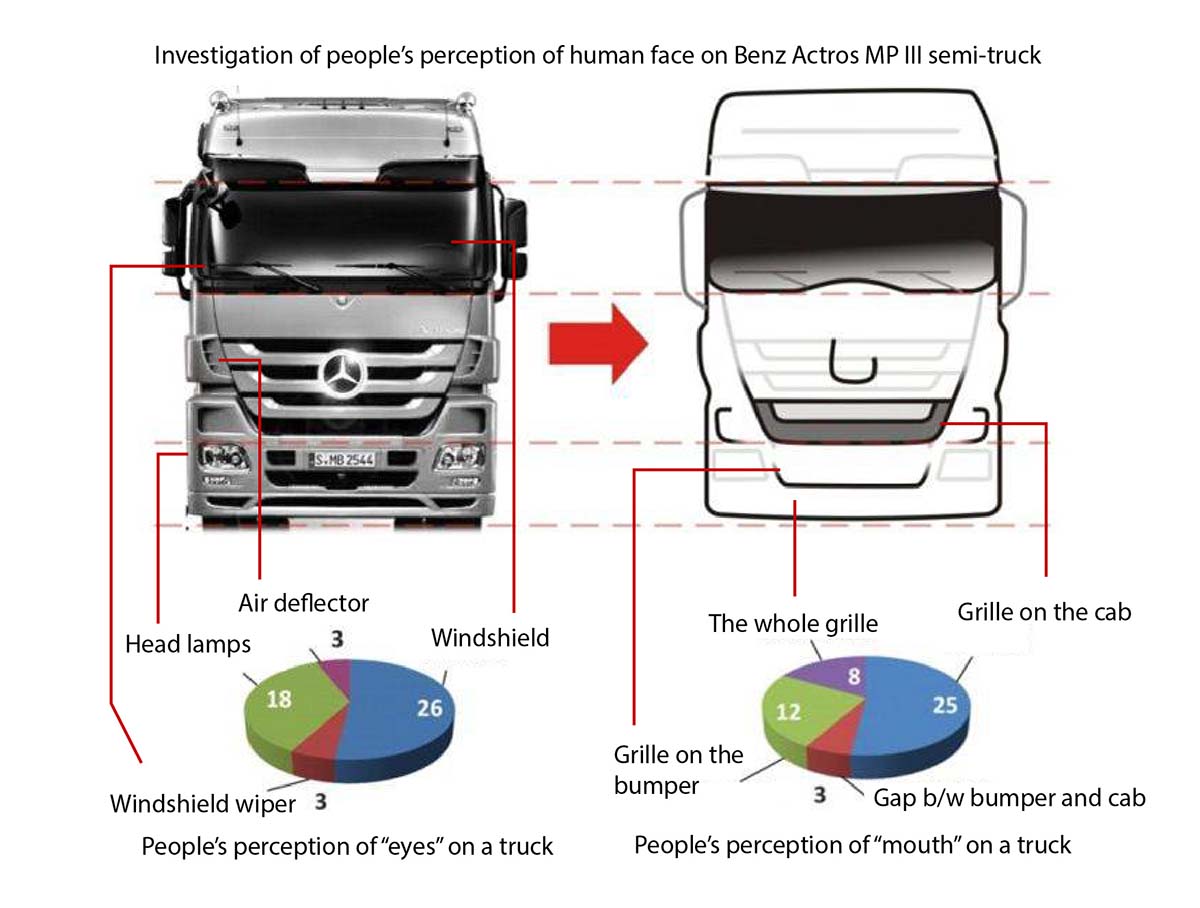 Investigation of people’s perception of human face on Benz Actros MP III semi-truck
S·MB 2544
Air deflector
Head lamps
3
Windshield
18
26
Windshield wiper 3
People’s perception of “eyes” on a truck
The whole grille
Grille on the cab
8
25
12
Grille on the
bumper
3
Gap b/w bumper and cab
People’s perception of “mouth” on a truck